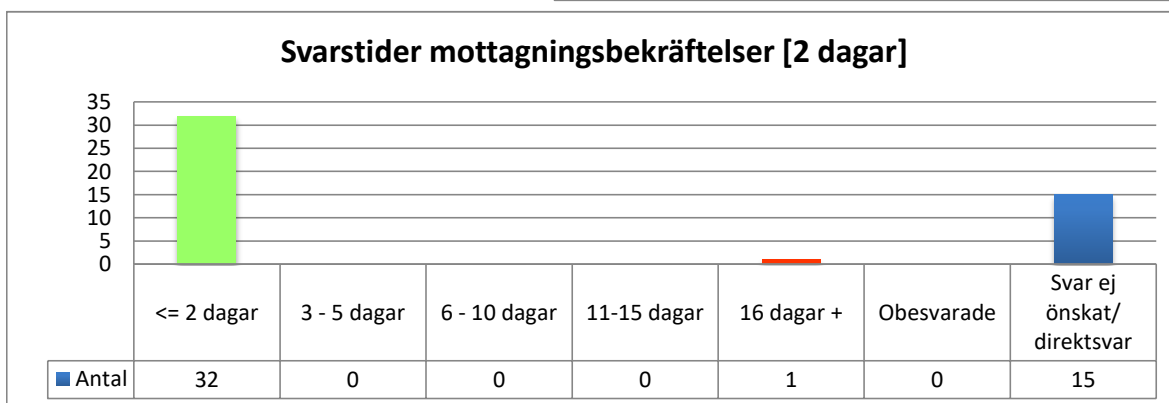 Svarstider mottagningsbekräftelser [2 dagar]
35
30
25
20
15
10
5
0
<= 2 dagar 3 - 5 dagar 6 - 10 dagar 11-15 dagar 16 dagar + Obesvarade Svar ej
önskat/
direktsvar
Antal 32 0 0 0 1 0 15